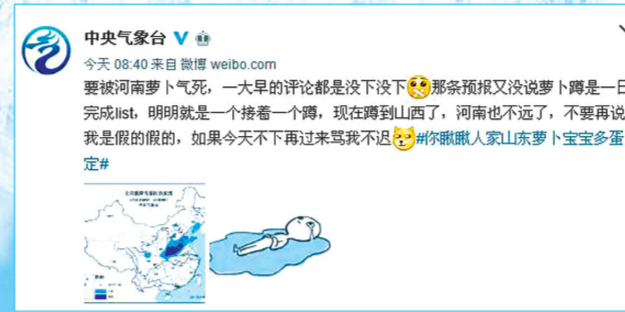 中央气象台
今天 08:40 来自 微博 weibo.com
要被河南萝卜气死，一大早的评论都是没下没下 那条预报又没说萝卜蹲是一日
完成list，明明就是一个接着一个蹲，现在蹲到山西了，河南也不远了，不要再说
我是假的假的，如果今天不下再过来骂我不迟 #你瞅瞅人家山东萝卜宝宝多蛋
定#